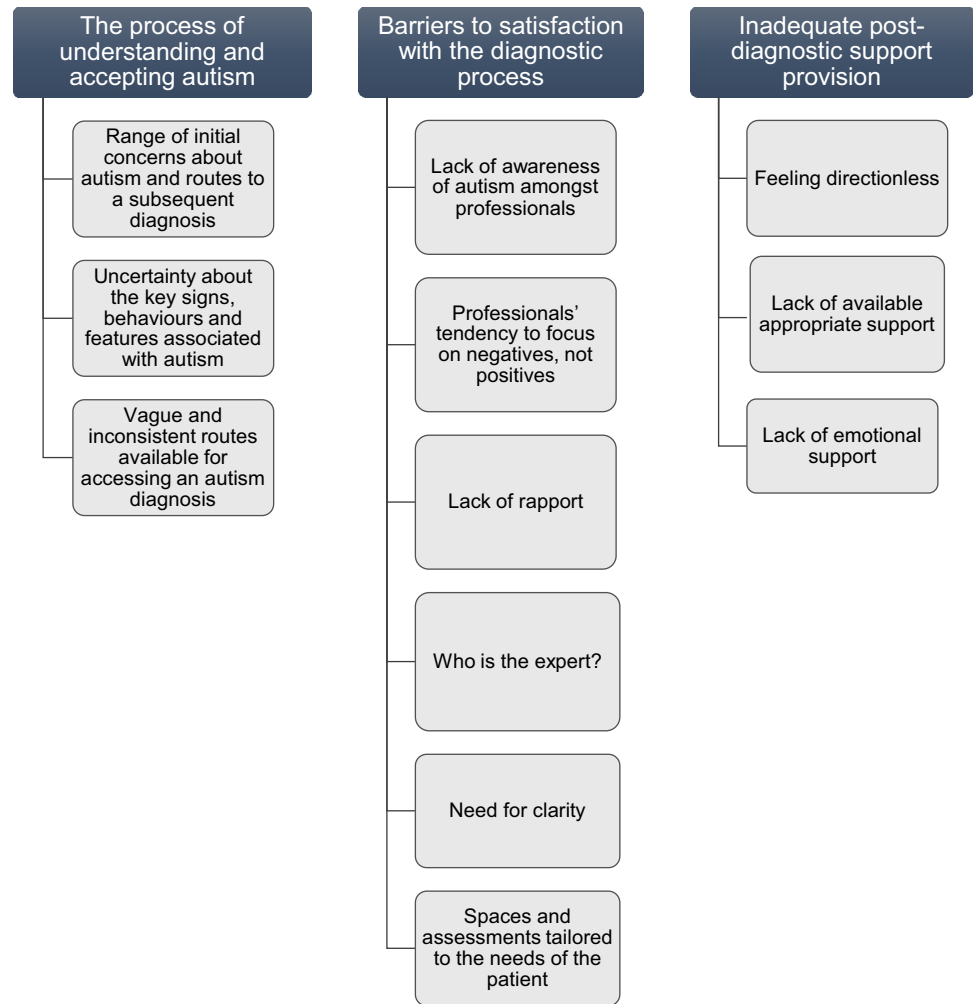 The process of
understanding and
accepting autism
Range of initial
concerns about
autism and routes to
a subsequent
diagnosis
Uncertainty about
the key signs,
behaviours and
features associated
with autism
Vague and
inconsistent routes
available for
accessing an autism
diagnosis
Barriers to satisfaction
with the diagnostic
process
Lack of awareness
of autism amongst
professionals
Professionals’
tendency to focus
on negatives, not
positives
Lack of rapport
Who is the expert?
Need for clarity
Spaces and
assessments tailored
to the needs of the
patient
Inadequate post-
diagnostic support
provision
Feeling directionless
Lack of available
appropriate support
Lack of emotional
support